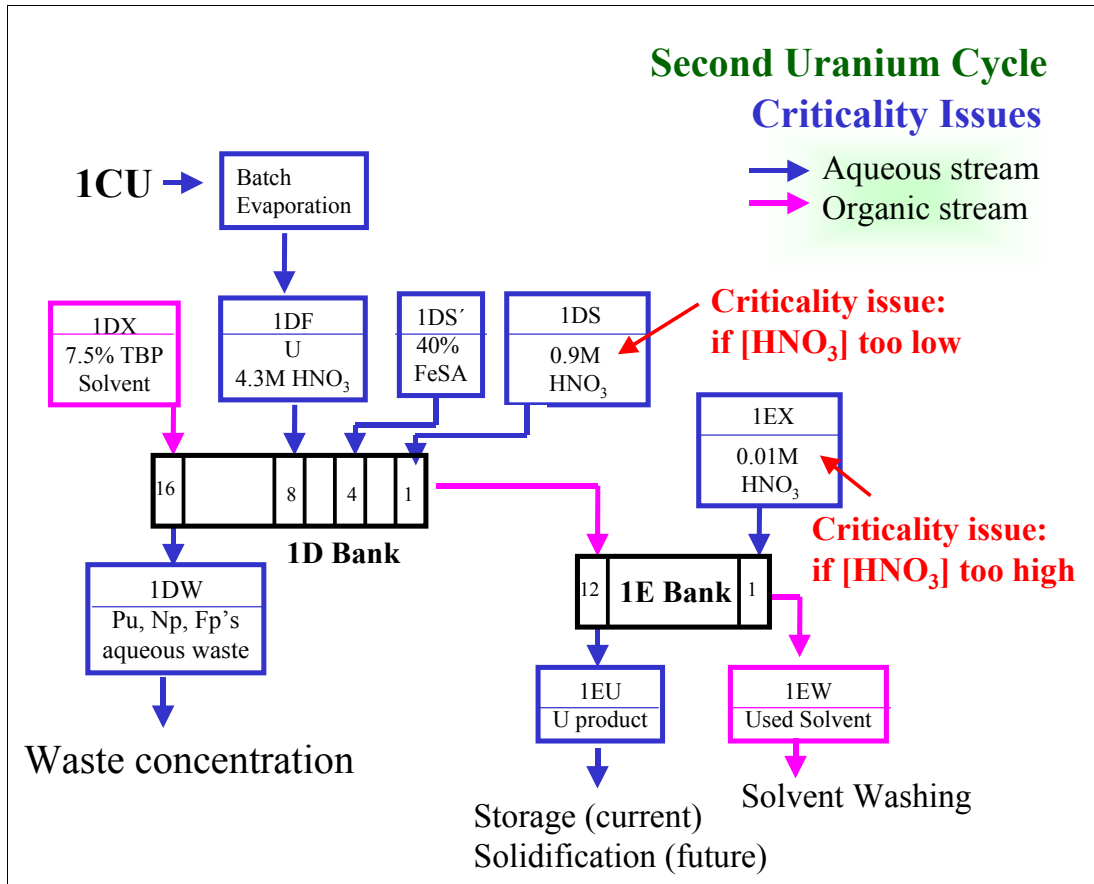 Second Uranium Cycle
Criticality Issues
Aqueous stream
Organic stream
1CU
Batch
Evaporation
1DX
7.5% TBP
Solvent
1DF
U
4.3M HNO₃
1DS´
40%
FeSA
1DS
0.9M
HNO₃
Criticality issue:
if [HNO₃] too low
1EX
0.01M
HNO₃
Criticality issue:
if [HNO₃] too high
16
8
4
1
1D Bank
12
1E Bank
1
1DW
Pu, Np, Fp's
aqueous waste
1EU
U product
1EW
Used Solvent
Waste concentration
Storage (current)
Solidification (future)
Solvent Washing